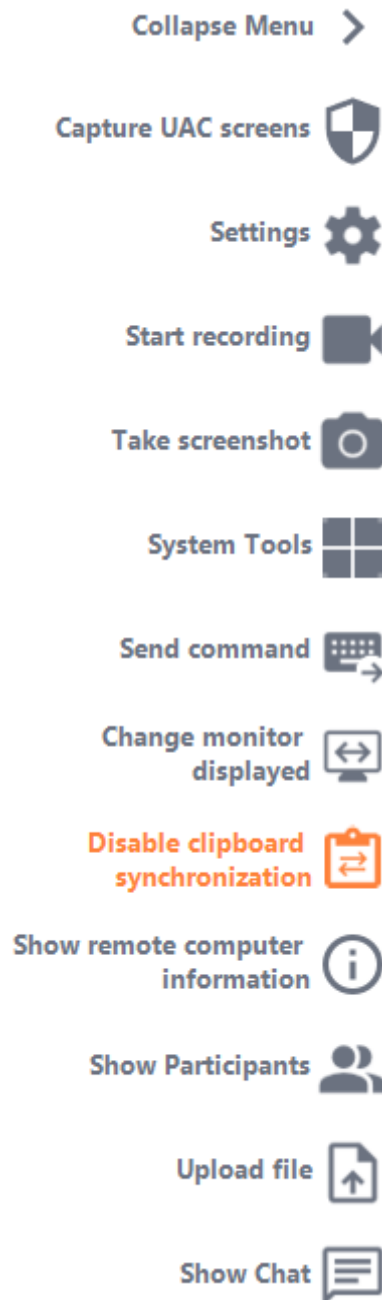 Collapse Menu
Capture UAC screens
Settings
Start recording
Take screenshot
System Tools
Send command
Change monitor
displayed
Disable clipboard
synchronization
Show remote computer
information
Show Participants
Upload file
Show Chat